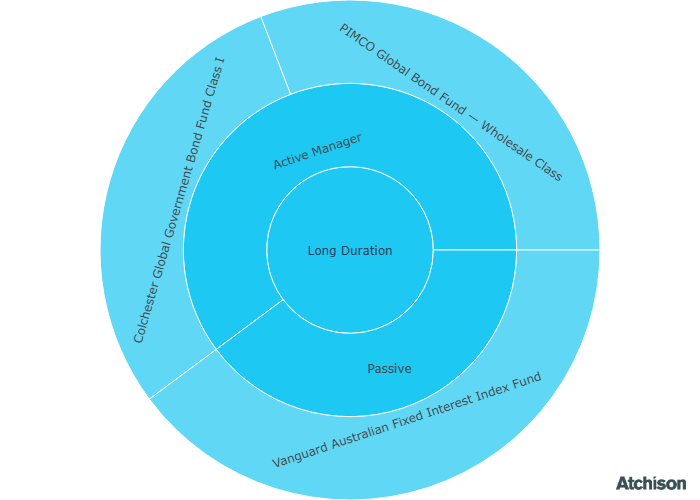 PIMCO Global Bond Fund — Wholesale Class
Colchester Global Government Bond Fund Class I
Active Manager
Long Duration
Passive
Vanguard Australian Fixed Interest Index Fund
Atchison